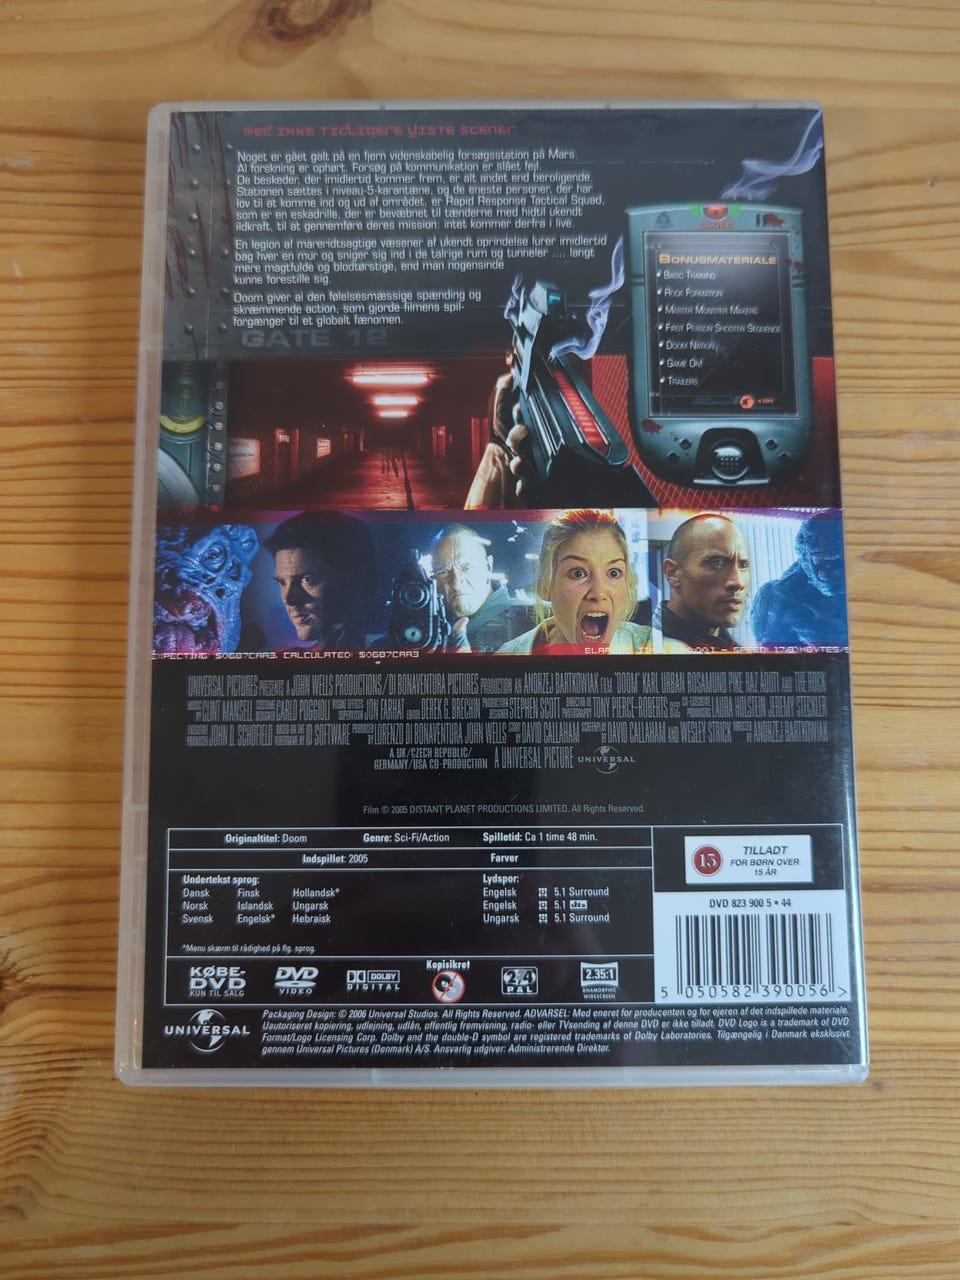 MED IKKE TIDLIGERE VISTE SCENER
Noget er gået galt på en fjern videnskabelig forsøgsstation på Mars.
Al forskning er ophørt. Forsøg på kommunikation er slået fejl.
De beskeder, der imidlertid kommer frem, er alt andet end beroligende.
Stationen sættes i niveau-5-karantæne, og de eneste personer, der har
lov til at komme ind og ud af området, er Rapid Response Tactical Squad,
som er en eskadrille, der er bevæbnet til tænderne med hidtil ukendt
ildkraft, til at gennemføre deres mission: intet kommer derfra i live.
En legion af mareridtsagtige væsener af ukendt oprindelse lurer imidlertid
bag hver en mur og sniger sig ind i de talrige rum og tunneler .... langt
mere magtfulde og blodtørstige, end man nogensinde
kunne forestille sig.
Doom giver al den følelsesmæssige spænding og
skræmmende action, som gjorde filmens spil-
forgænger til et globalt fænomen.
GATE 12
BONUSMATERIALE
BASIC TRAINING
ROCK FORMATION
MASTER MONSTER MAKERS
FIRST PERSON SHOOTER SEQUENCE
DOOM NATION
GAME ON!
TRAILERS
EXPECTING S06B7CAA3. CALCULATED: S06B7CAA3
UNIVERSAL PICTURES PRESENTS A JOHN WELLS PRODUCTIONS/DI BONAVENTURA PICTURES PRODUCTION AN ANDRZEJ BARTKOWIAK FILM "DOOM" KARL URBAN ROSAMUND PIKE RAZ ADOTI AND THE ROCK
MUSIC BY CLINT MANSELL COSTUME DESIGNER CARLO POGGIOLI VISUAL EFFECTS SUPERVISOR JON FARHAT EDITOR DEREK G. BRECHIN PRODUCTION DESIGNER STEPHEN SCOTT DIRECTOR OF PHOTOGRAPHY TONY PIERCE-ROBERTS BSC CO-EXECUTIVE PRODUCERS LAURA HOLSTEIN JEREMY STECKLER
EXECUTIVE PRODUCER JOHN D. SCHOFIELD BASED ON THE VIDEOGAME BY ID SOFTWARE PRODUCED BY LORENZO DI BONAVENTURA JOHN WELLS STORY BY DAVID CALLAHAM SCREENPLAY BY DAVID CALLAHAM AND WESLEY STRICK DIRECTED BY ANDRZEJ BARTKOWIAK
A UK/CZECH REPUBLIC/
GERMANY/USA CO-PRODUCTION A UNIVERSAL PICTURE UNIVERSAL
Film © 2005 DISTANT PLANET PRODUCTIONS LIMITED. All Rights Reserved.
Originaltitel: Doom Genre: Sci-Fi/Action Spilletid: Ca 1 time 48 min.
Indspillet: 2005 Farver
Undertekst sprog: Lydspor:
Dansk Finsk Hollandsk* Engelsk 5.1 Surround
Norsk Islandsk Ungarsk Engelsk 5.1 dts
Svensk Engelsk* Hebraisk Ungarsk 5.1 Surround
*Menu skærm til rådighed på flg. sprog.
15 TILLADT
FOR BØRN OVER
15 ÅR
DVD 823 900 5 • 44
5 050582 390056 >
KØBE-
DVD
KUN TIL SALG
DVD
VIDEO
DOLBY
DIGITAL
Kopisikret
2 4
PAL
2.35:1
ANAMORPHIC
WIDESCREEN
UNIVERSAL
Packaging Design: © 2006 Universal Studios. All Rights Reserved. ADVARSEL: Med eneret for producenten og for ejeren af det indspillede materiale.
Uautoriseret kopiering, udlejning, udlån, offentlig fremvisning, radio- eller TVsending af denne DVD er ikke tilladt. DVD Logo is a trademark of DVD
Format/Logo Licensing Corp. Dolby and the double-D symbol are registered trademarks of Dolby Laboratories. Tilgængelig i Danmark eksklusivt
gennem Universal Pictures (Denmark) A/S. Ansvarlig udgiver: Administrerende Direktør.